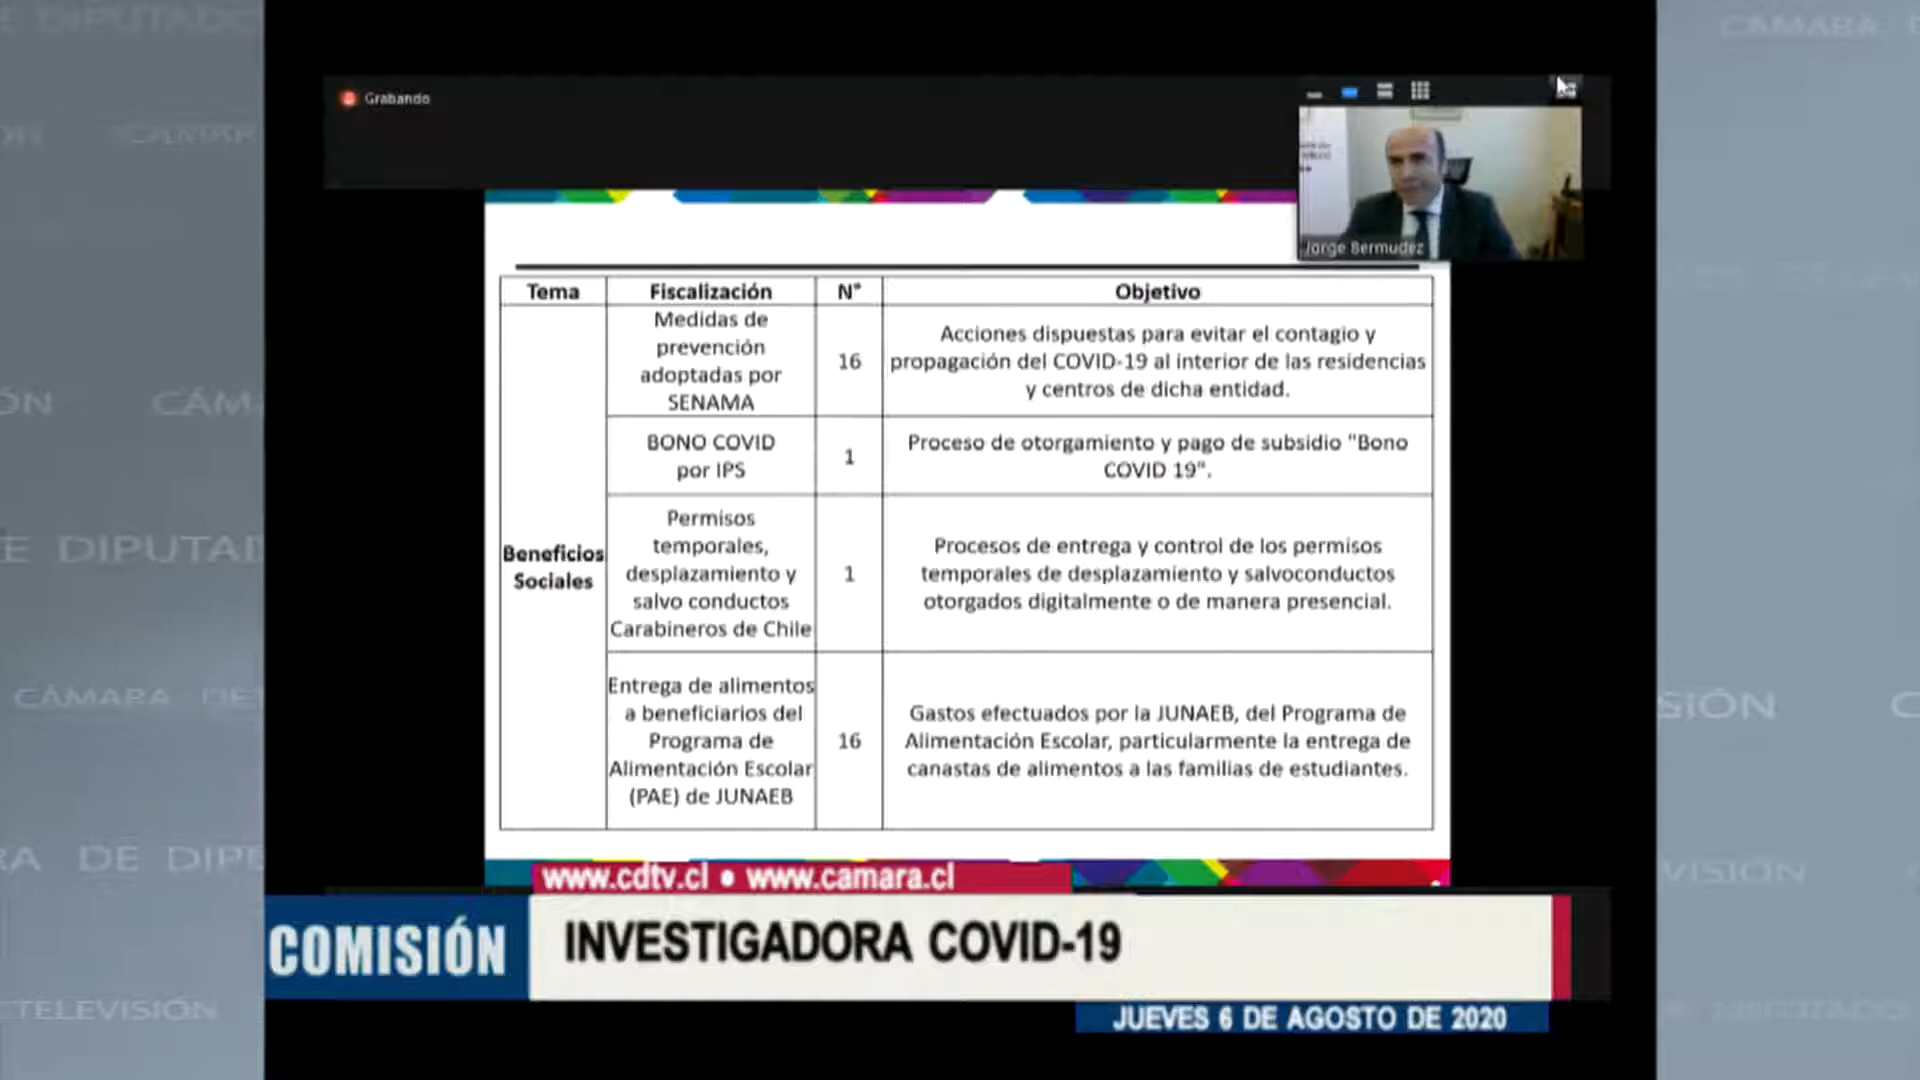 Grabando
Jorge Bermudez
Tema
Fiscalización
N°
Objetivo
Beneficios
Sociales
Medidas de
prevención
adoptadas por
SENAMA
16
Acciones dispuestas para evitar el contagio y
propagación del COVID-19 al interior de las residencias
y centros de dicha entidad.
BONO COVID
por IPS
1
Proceso de otorgamiento y pago de subsidio "Bono
COVID 19".
Permisos
temporales,
desplazamiento y
salvo conductos
Carabineros de Chile
1
Procesos de entrega y control de los permisos
temporales de desplazamiento y salvoconductos
otorgados digitalmente o de manera presencial.
Entrega de alimentos
a beneficiarios del
Programa de
Alimentación Escolar
(PAE) de JUNAEB
16
Gastos efectuados por la JUNAEB, del Programa de
Alimentación Escolar, particularmente la entrega de
canastas de alimentos a las familias de estudiantes.
www.cdtv.cl • www.camara.cl
COMISIÓN
INVESTIGADORA COVID-19
JUEVES 6 DE AGOSTO DE 2020
E DIPUTAD
CÁMARA DE
TELEVISIÓN
VISIÓN